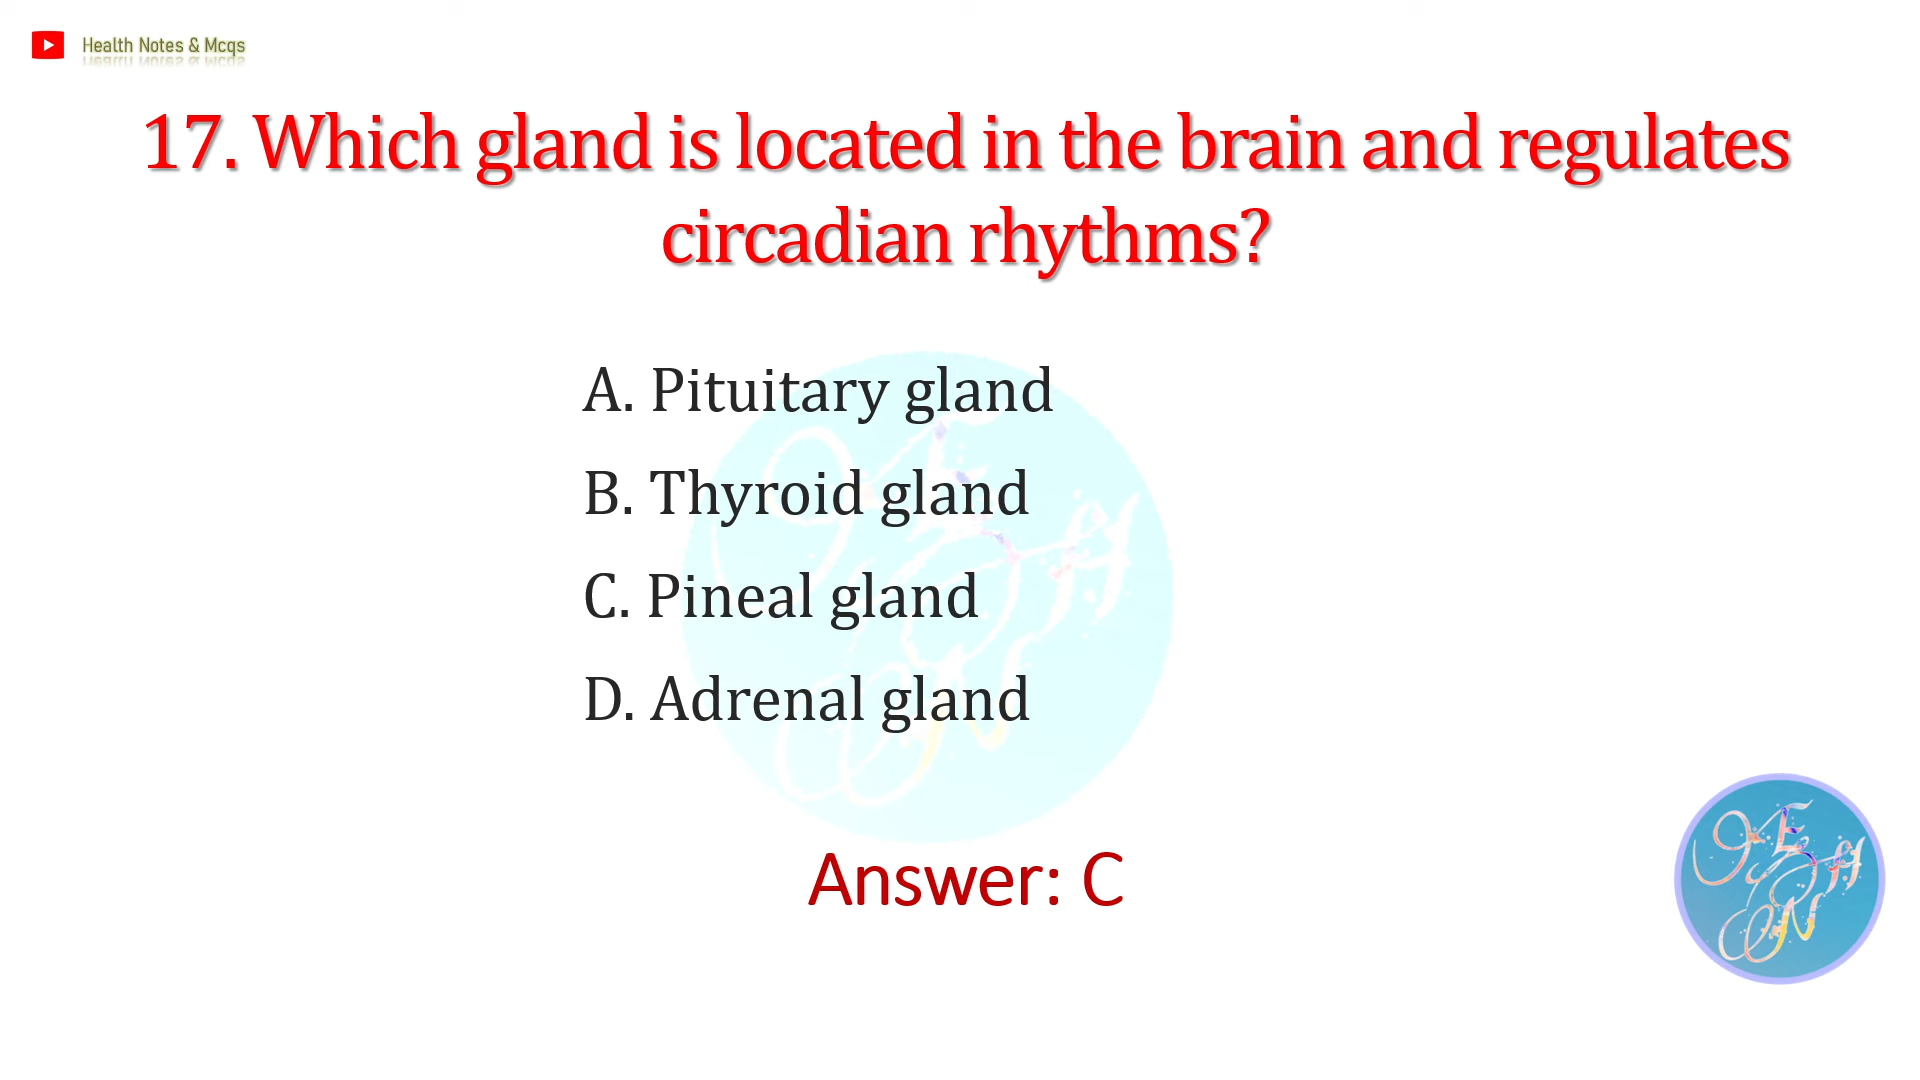 Health Notes & Mcqs
17. Which gland is located in the brain and regulates
circadian rhythms?
A. Pituitary gland
B. Thyroid gland
C. Pineal gland
D. Adrenal gland
Answer: C